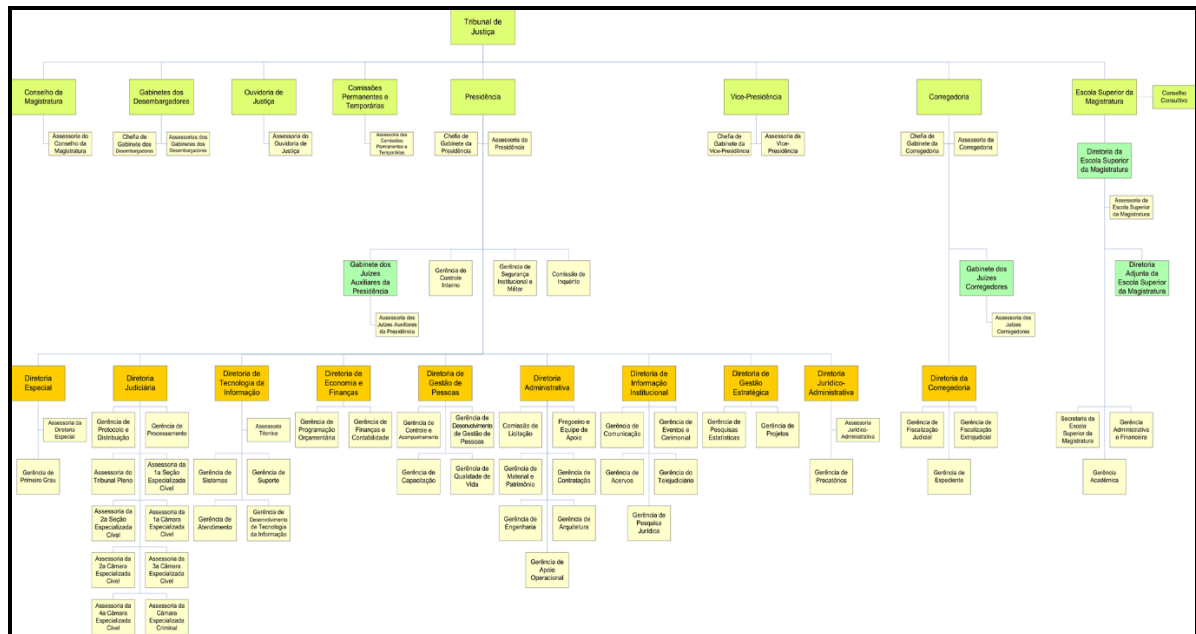 Tribunal de
Justiça
Conselho da
Magistratura
Gabinetes dos
Desembargadores
Ouvidoria de
Justiça
Comissões
Permanentes e
Temporárias
Presidência
Vice-Presidência
Corregedoria
Escola Superior da
Magistratura
Conselho
Consultivo
Assessoria do
Conselho da
Magistratura
Chefia de
Gabinete dos
Desembargadores
Assessorias dos
Gabinetes dos
Desembargadores
Assessoria do
Ouvidoria de
Justiça
Assessoria das
Comissões
Permanentes e
Temporárias
Chefia de
Gabinete da
Presidência
Assessoria da
Presidência
Chefia de
Gabinete da
Vice-Presidência
Assessoria da
Vice-
Presidência
Chefia de
Gabinete da
Corregedoria
Assessoria da
Corregedoria
Diretoria da
Escola Superior
da Magistratura
Assessoria da
Escola Superior
da Magistratura
Gabinete dos
Juízes
Auxiliares da
Presidência
Gerência de
Controle
Interno
Gerência de
Segurança
Institucional e
Militar
Comissão de
Inquérito
Gabinete dos
Juízes
Corregedores
Diretoria
Adjunta da
Escola Superior
da Magistratura
Assessoria dos
Juízes Auxiliares
da Presidência
Assessoria dos
Juízes
Corregedores
Diretoria
Especial
Diretoria
Judiciária
Diretoria de
Tecnologia da
Informação
Diretoria de
Economia e
Finanças
Diretoria de
Gestão de
Pessoas
Diretoria
Administrativa
Diretoria de
Informação
Institucional
Diretoria de
Gestão
Estratégica
Diretoria
Jurídico-
Administrativa
Diretoria da
Corregedoria
Assessoria da
Diretoria
Especial
Gerência de
Protocolo e
Distribuição
Gerência de
Processamento
Assessoria
Técnica
Gerência de
Programação
Orçamentária
Gerência de
Finanças e
Contabilidade
Gerência de
Controle e
Acompanhamento
Gerência de
Desenvolvimento
de Gestão de
Pessoas
Comissão de
Licitação
Pregoeiro e
Equipe de
Apoio
Gerência de
Comunicação
Gerência de
Eventos e
Cerimonial
Gerência de
Pesquisas
Estatísticas
Gerência de
Projetos
Assessoria
Jurídico-
Administrativa
Gerência de
Fiscalização
Judicial
Gerência de
Fiscalização
Extrajudicial
Secretaria da
Escola
Superior da
Magistratura
Gerência
Administrativa
e Financeira
Gerência de
Primeiro Grau
Assessoria do
Tribunal Pleno
Assessoria da
1a Seção
Especializada
Cível
Gerência de
Sistemas
Gerência de
Suporte
Gerência de
Capacitação
Gerência de
Qualidade de
Vida
Gerência de
Material e
Patrimônio
Gerência de
Contratação
Gerência de
Acervos
Gerência do
Telejudiciário
Gerência de
Precatórios
Gerência de
Expediente
Gerência
Acadêmica
Assessoria da
2a Seção
Especializada
Cível
Assessoria da
1a Câmara
Especializada
Cível
Gerência de
Atendimento
Gerência de
Desenvolvimento
de Tecnologia
da Informação
Gerência de
Engenharia
Gerência de
Arquitetura
Gerência de
Pesquisa
Jurídica
Assessoria da
2a Câmara
Especializada
Cível
Assessoria da
3a Câmara
Especializada
Cível
Gerência de
Apoio
Operacional
Assessoria da
4a Câmara
Especializada
Cível
Assessoria da
Câmara
Especializada
Criminal